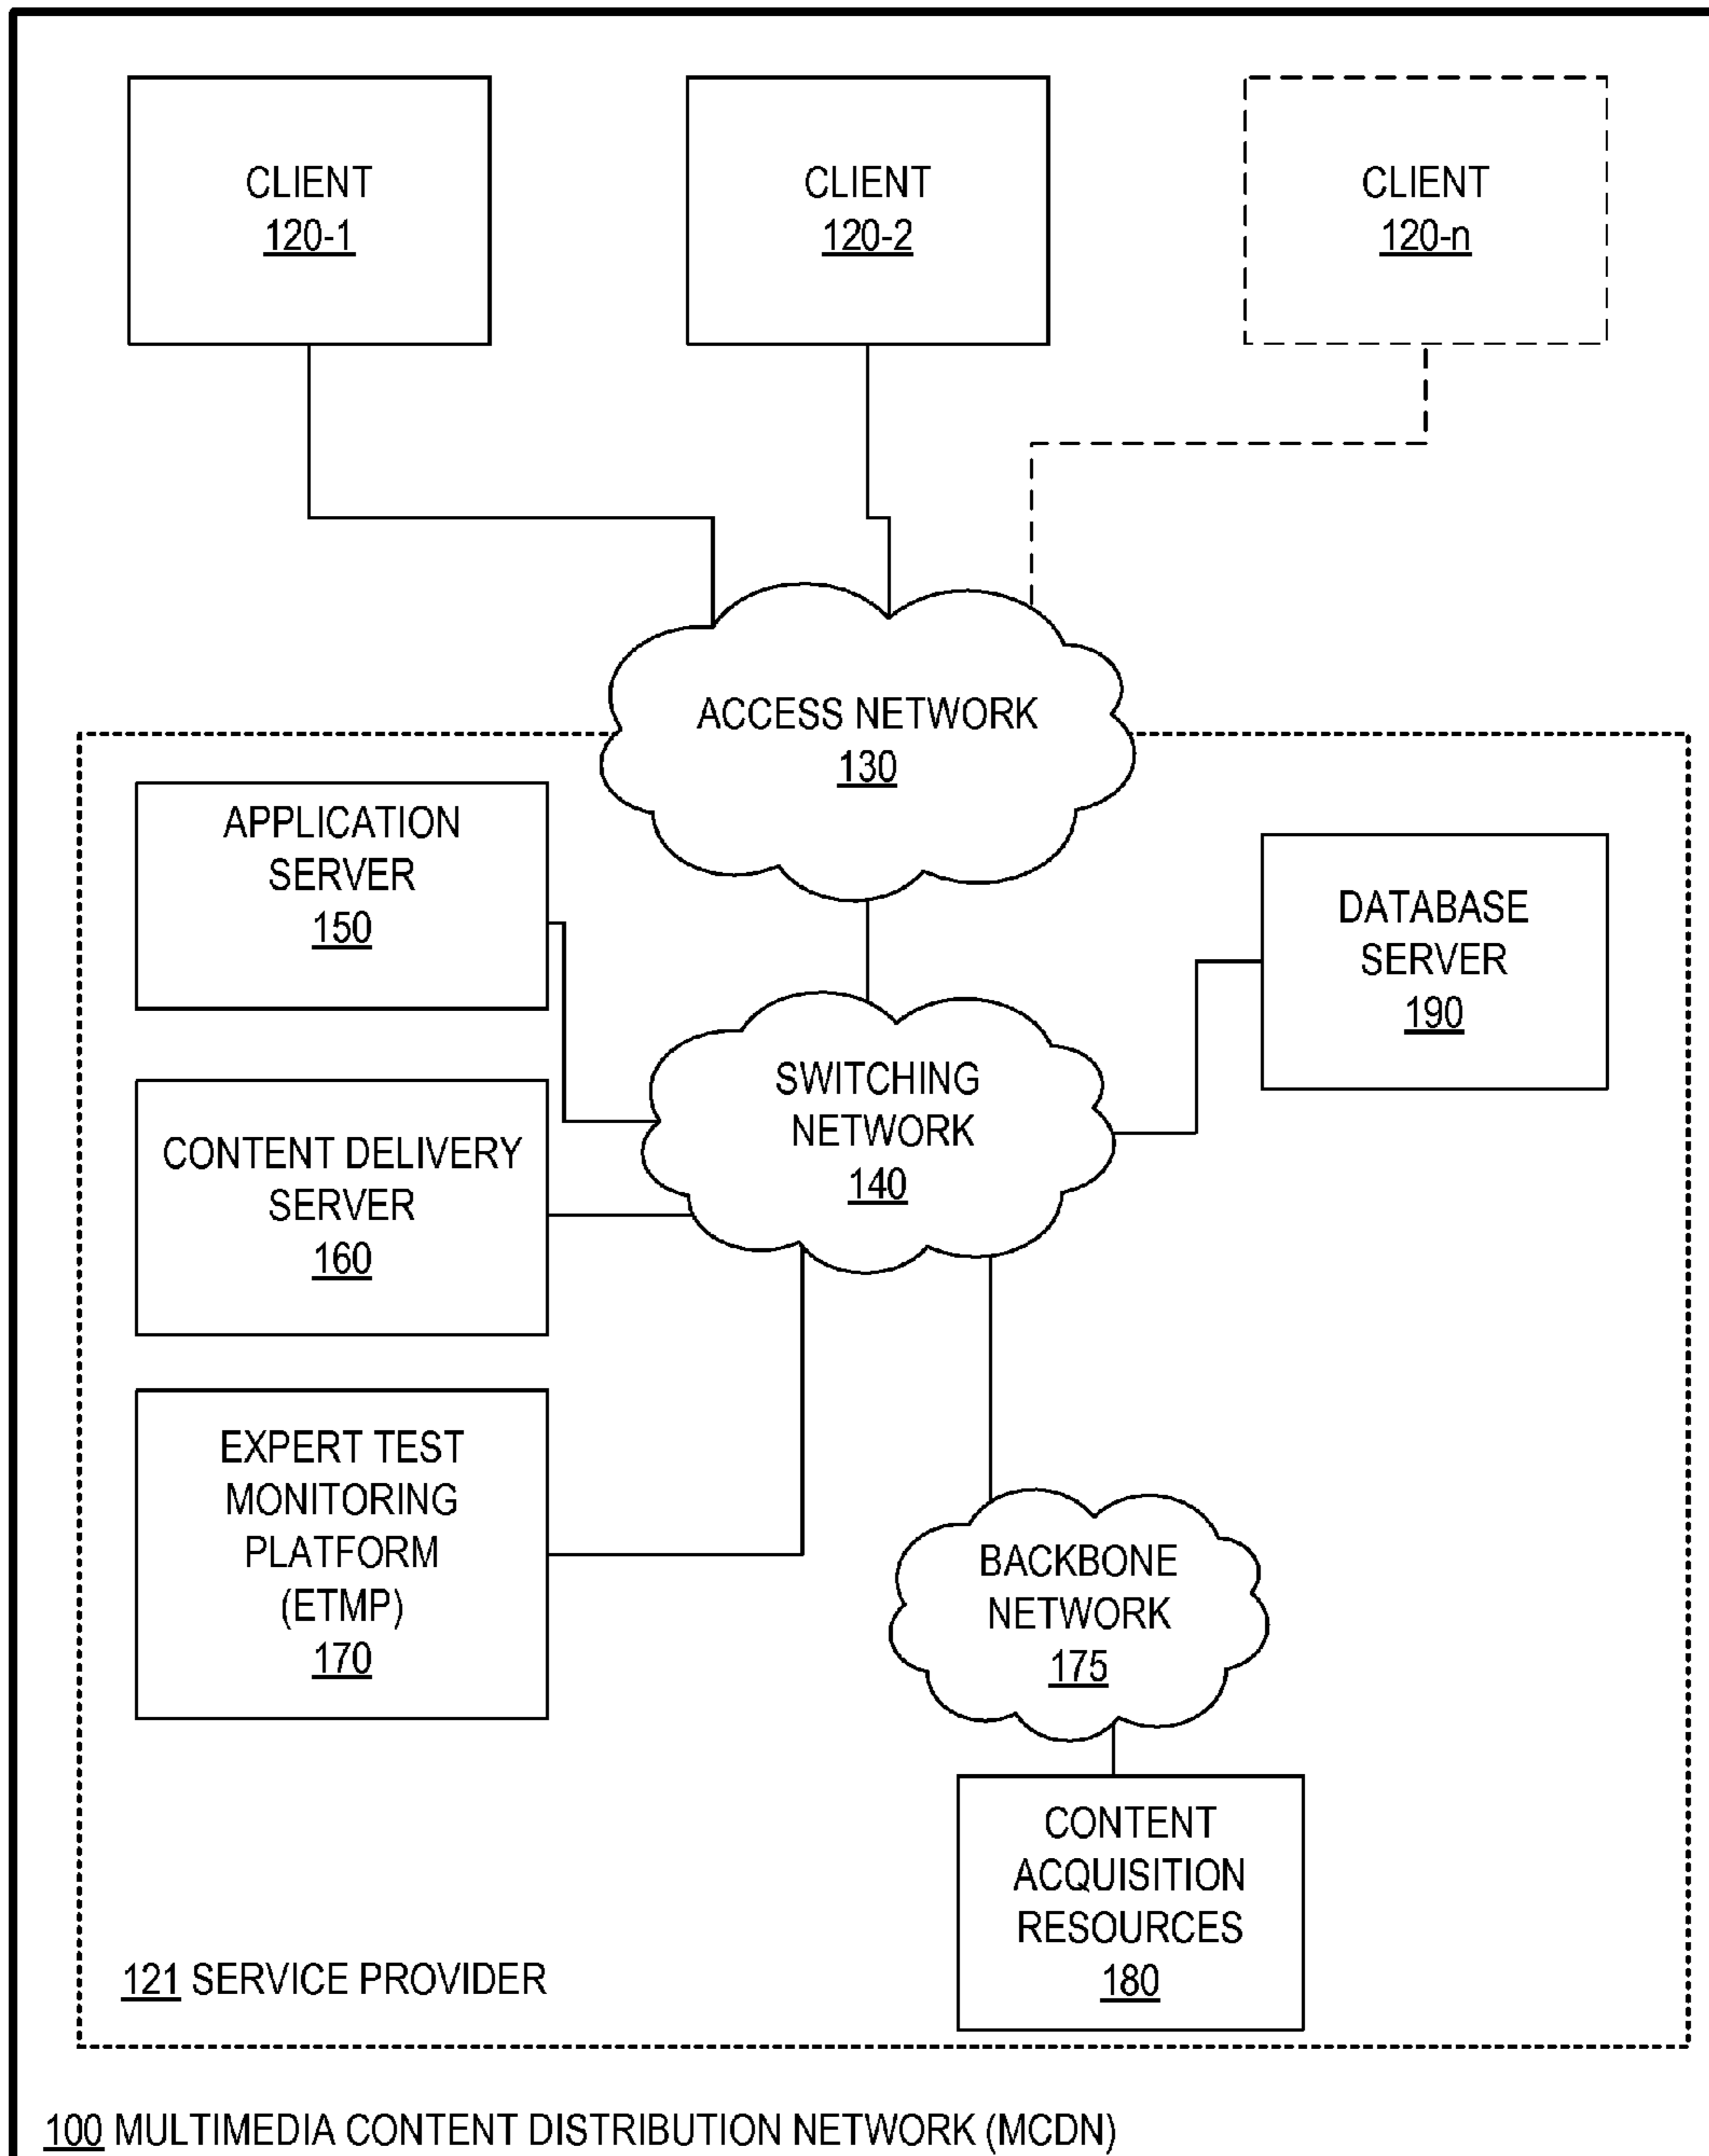 CLIENT
120-1
CLIENT
120-2
CLIENT
120-n
ACCESS NETWORK
130
APPLICATION
SERVER
150
DATABASE
SERVER
190
SWITCHING
NETWORK
140
CONTENT DELIVERY
SERVER
160
EXPERT TEST
MONITORING
PLATFORM
(ETMP)
170
BACKBONE
NETWORK
175
CONTENT
ACQUISITION
RESOURCES
180
121 SERVICE PROVIDER
100 MULTIMEDIA CONTENT DISTRIBUTION NETWORK (MCDN)